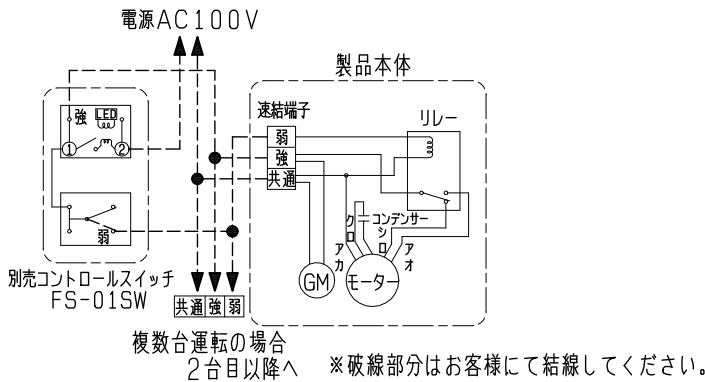 電源AC100V
製品本体
速結端子
リレー
強 LED
1 2
弱
弱
強
共通
コンデンサー
クロ
シロ
アカ
アオ
GM
モーター
別売コントロールスイッチ
FS-01SW
共通 強 弱
複数台運転の場合
2台目以降へ
※破線部分はお客様にて結線してください。